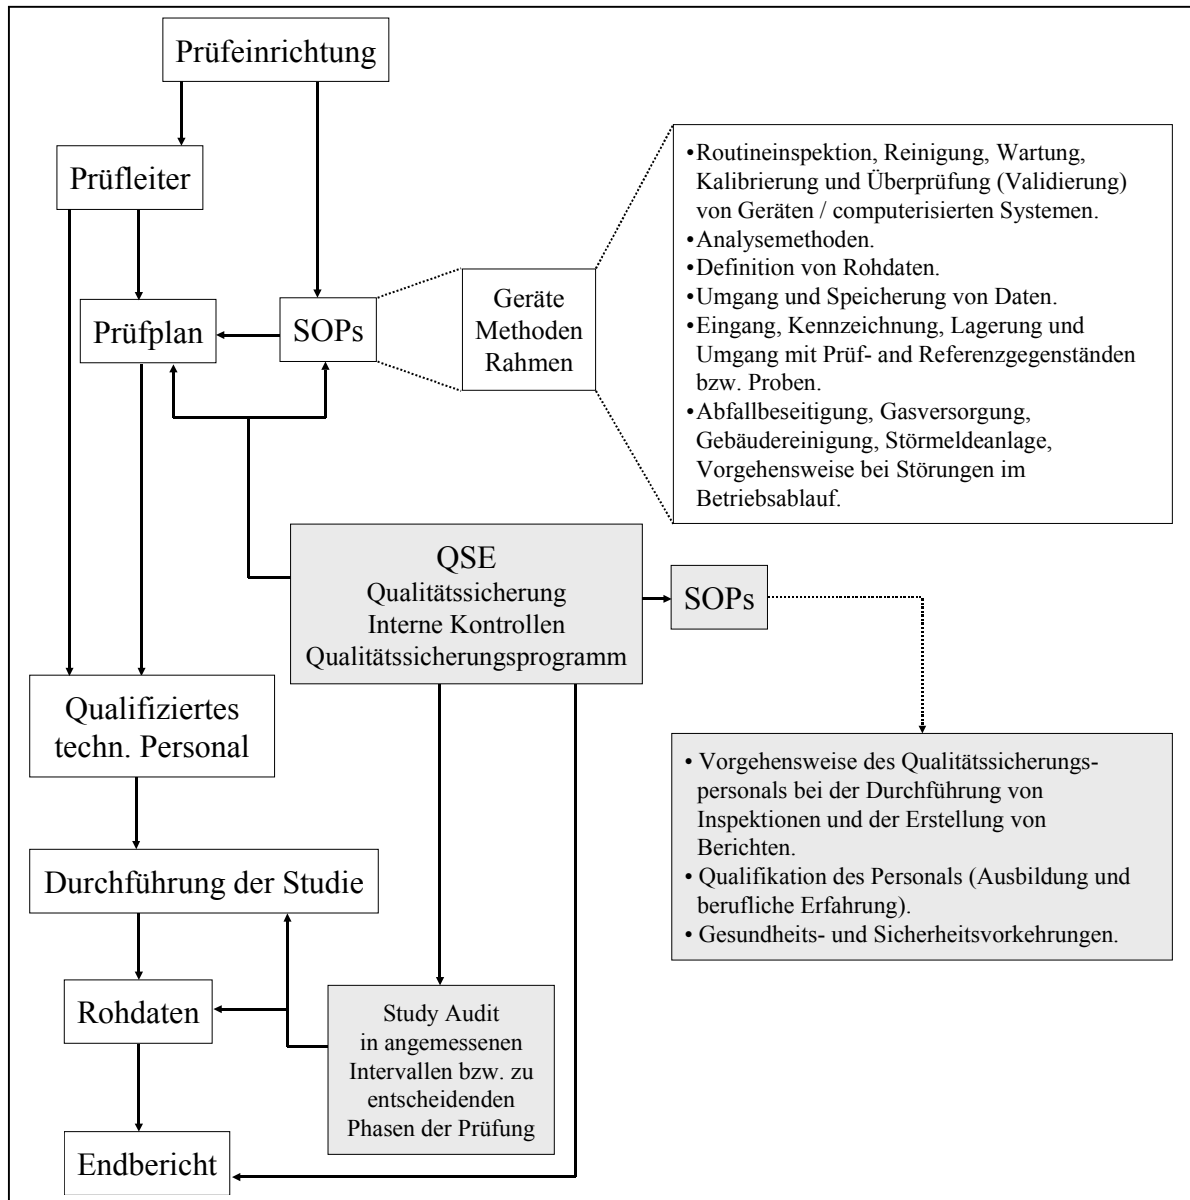 Prüfeinrichtung
Prüfleiter
•Routineinspektion, Reinigung, Wartung,
Kalibrierung und Überprüfung (Validierung)
von Geräten / computerisierten Systemen.
•Analysemethoden.
•Definition von Rohdaten.
•Umgang und Speicherung von Daten.
•Eingang, Kennzeichnung, Lagerung und
Umgang mit Prüf- and Referenzgegenständen
bzw. Proben.
•Abfallbeseitigung, Gasversorgung,
Gebäudereinigung, Störmeldeanlage,
Vorgehensweise bei Störungen im
Betriebsablauf.
Prüfplan
SOPs
Geräte
Methoden
Rahmen
QSE
Qualitätssicherung
Interne Kontrollen
Qualitätssicherungsprogramm
SOPs
Qualifiziertes
techn. Personal
• Vorgehensweise des Qualitätssicherungs-
personals bei der Durchführung von
Inspektionen und der Erstellung von
Berichten.
• Qualifikation des Personals (Ausbildung und
berufliche Erfahrung).
• Gesundheits- und Sicherheitsvorkehrungen.
Durchführung der Studie
Rohdaten
Study Audit
in angemessenen
Intervallen bzw. zu
entscheidenden
Phasen der Prüfung
Endbericht